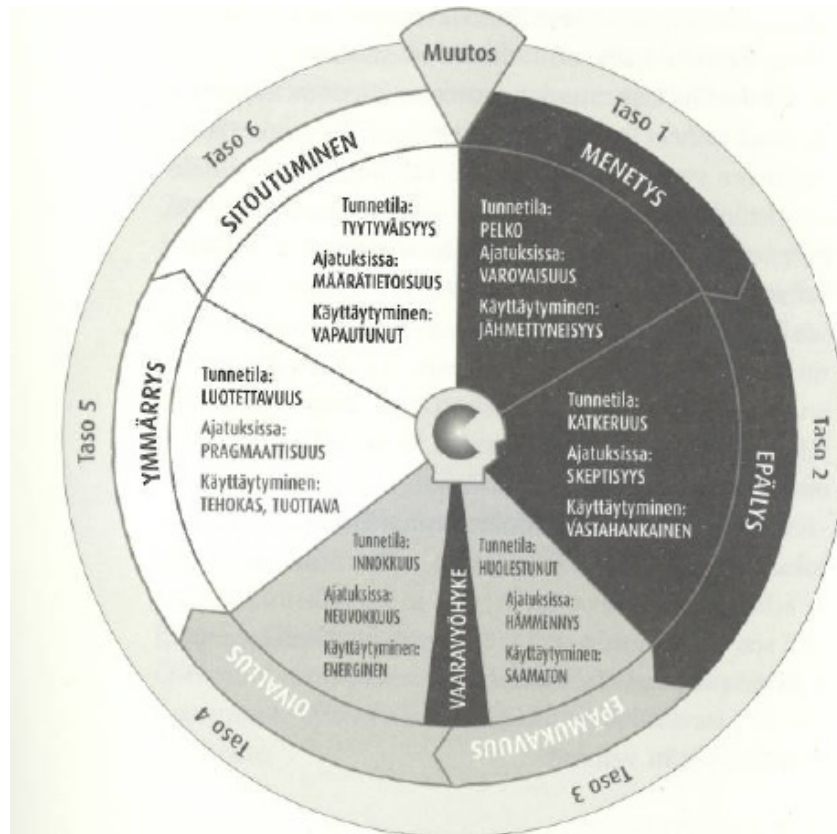 Muutos
Taso 1
MENETYS
Tunnetila:
PELKO
Ajatuksissa:
VAROVAISUUS
Käyttäytyminen:
JÄHMETTYNEISYYS
Taso 2
EPÄILYS
Tunnetila:
KATKERUUS
Ajatuksissa:
SKEPTISYYS
Käyttäytyminen:
VASTAHANKAINEN
Taso 3
EPÄMUKAVUUS
Tunnetila:
HUOLESTUNUT
Ajatuksissa:
HÄMMENNYS
Käyttäytyminen:
SAAMATON
VAARAVYÖHYKE
Taso 4
OIVALLUS
Tunnetila:
INNOKKUUS
Ajatuksissa:
NEUVOKKUUS
Käyttäytyminen:
ENERGINEN
Taso 5
YMMÄRRYS
Tunnetila:
LUOTETTAVUUS
Ajatuksissa:
PRAGMAATTISUUS
Käyttäytyminen:
TEHOKAS, TUOTTAVA
Taso 6
SITOUTUMINEN
Tunnetila:
TYYTYVÄISYYS
Ajatuksissa:
MÄÄRÄTIETOISUUS
Käyttäytyminen:
VAPAUTUNUT